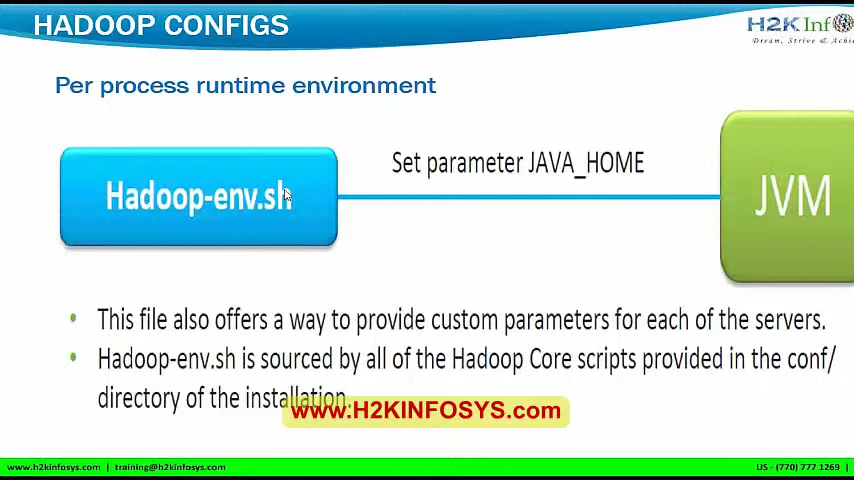 HADOOP CONFIGS
H2K Inf
Dream, Strive & Achi
Per process runtime environment
Hadoop-env.sh
Set parameter JAVA_HOME
JVM
• This file also offers a way to provide custom parameters for each of the servers.
• Hadoop-env.sh is sourced by all of the Hadoop Core scripts provided in the conf/
directory of the installation.
www.H2KINFOSYS.com
www.h2kinfosys.com | training@h2kinfosys.com
US - (770) 777 1269 |